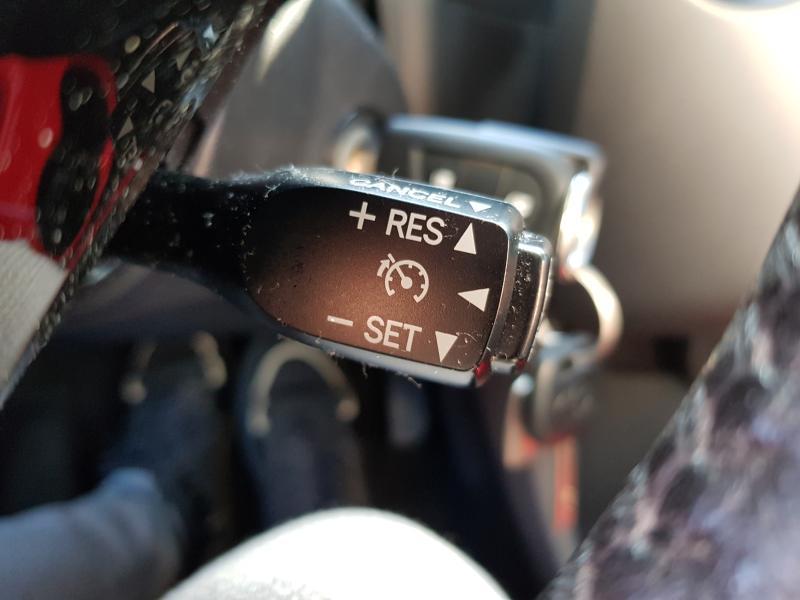 CANCEL ▼
+ RES ▲
◀
− SET ▼